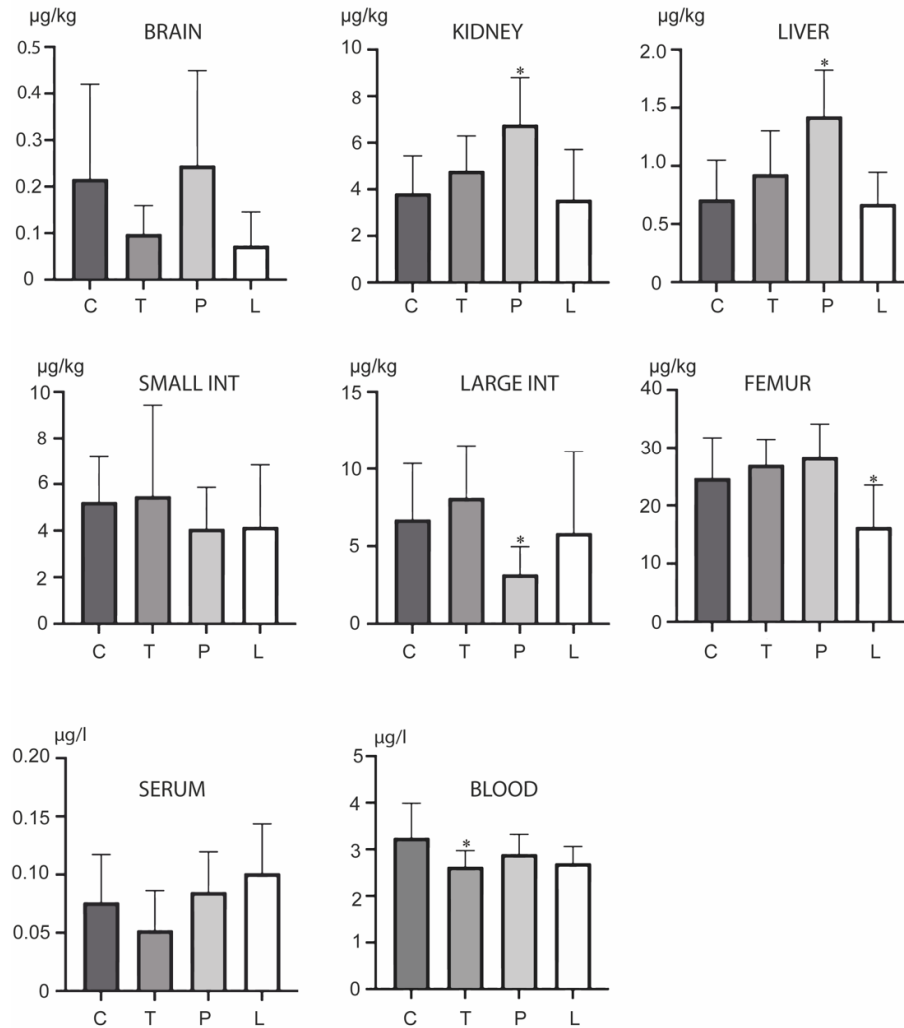 µg/kg
BRAIN
0.5
0.4
0.3
0.2
0.1
0
C T P L
µg/kg
KIDNEY
10
8
6
4
2
0
*
C T P L
µg/kg
LIVER
2.0
1.5
1.0
0.5
0
*
C T P L
µg/kg
SMALL INT
10
8
6
4
2
0
C T P L
µg/kg
LARGE INT
15
10
5
0
*
C T P L
µg/kg
FEMUR
40
30
20
10
0
*
C T P L
µg/l
SERUM
0.20
0.15
0.10
0.05
0
C T P L
µg/l
BLOOD
5
4
3
2
1
0
*
C T P L